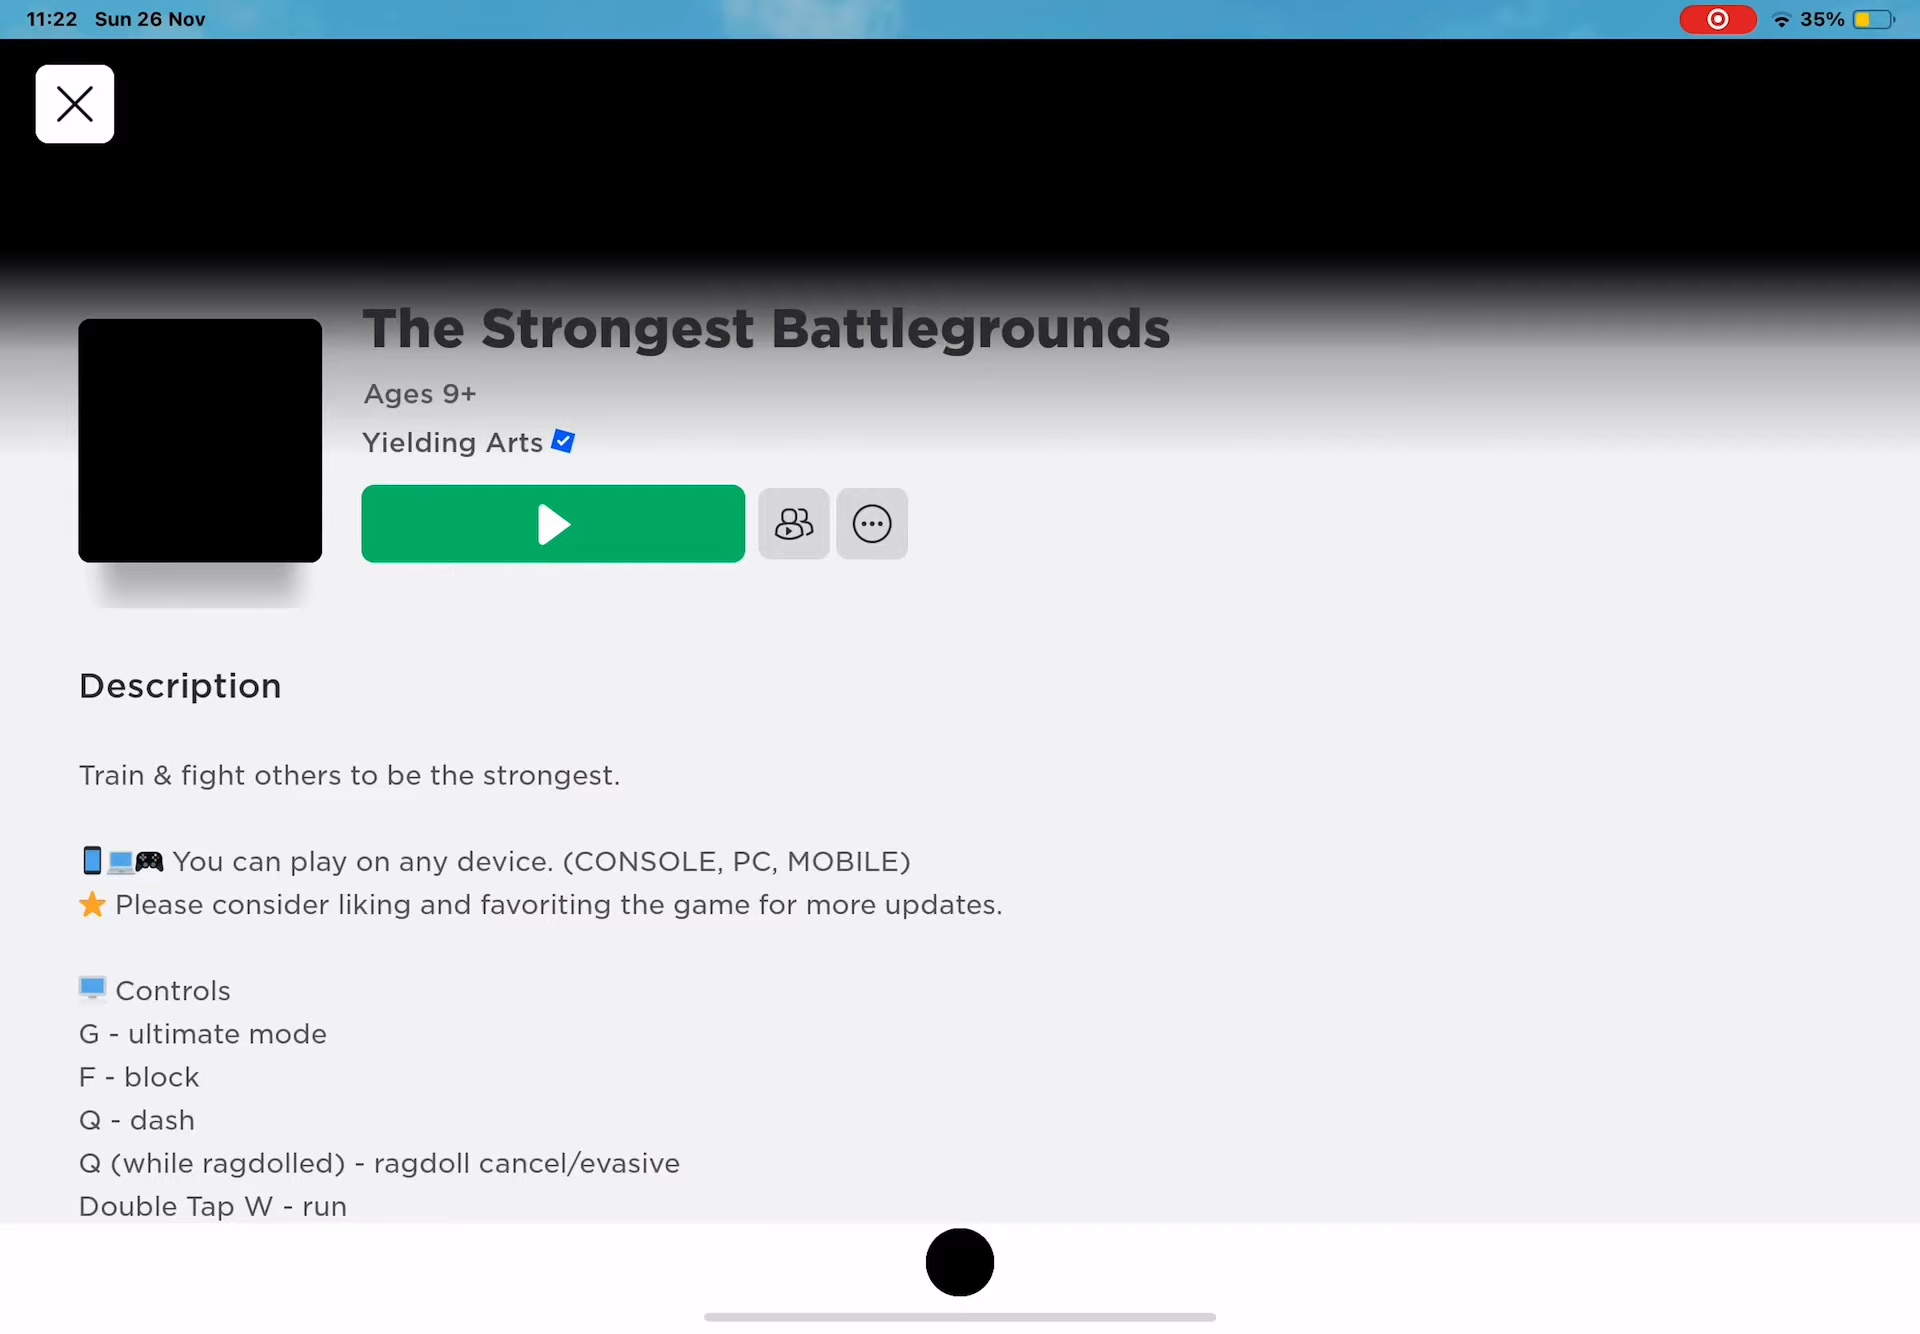 11:22 Sun 26 Nov
35%
The Strongest Battlegrounds
Ages 9+
Yielding Arts
Description
Train & fight others to be the strongest.
📱💻🎮 You can play on any device. (CONSOLE, PC, MOBILE)
⭐ Please consider liking and favoriting the game for more updates.
🖥️ Controls
G - ultimate mode
F - block
Q - dash
Q (while ragdolled) - ragdoll cancel/evasive
Double Tap W - run